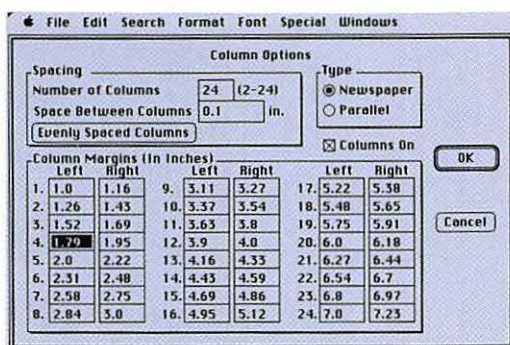 File Edit Search Format Font Special Windows
Column Options
Spacing
Number of Columns 24 (2-24)
Space Between Columns 0.1 in.
Evenly Spaced Columns
Type
Newspaper
Parallel
Columns On
OK
Cancel
Column Margins (In Inches)
Left Right Left Right Left Right
1. 1.0 1.16 9. 3.11 3.27 17. 5.22 5.38
2. 1.26 1.43 10. 3.37 3.54 18. 5.48 5.65
3. 1.52 1.69 11. 3.63 3.8 19. 5.75 5.91
4. 1.79 1.95 12. 3.9 4.0 20. 6.0 6.18
5. 2.0 2.22 13. 4.16 4.33 21. 6.27 6.44
6. 2.31 2.48 14. 4.43 4.59 22. 6.54 6.7
7. 2.58 2.75 15. 4.69 4.86 23. 6.8 6.97
8. 2.84 3.0 16. 4.95 5.12 24. 7.0 7.23